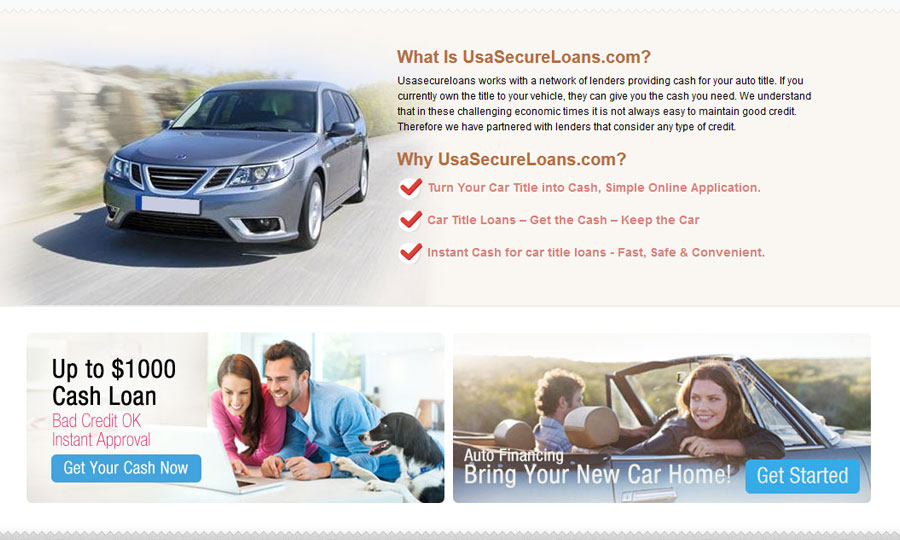 What Is UsaSecureLoans.com?
Usasecureloans works with a network of lenders providing cash for your auto title. If you
currently own the title to your vehicle, they can give you the cash you need. We understand
that in these challenging economic times it is not always easy to maintain good credit.
Therefore we have partnered with lenders that consider any type of credit.
Why UsaSecureLoans.com?
Turn Your Car Title into Cash, Simple Online Application.
Car Title Loans – Get the Cash – Keep the Car
Instant Cash for car title loans - Fast, Safe & Convenient.
Up to $1000
Cash Loan
Bad Credit OK
Instant Approval
Get Your Cash Now
Auto Financing
Bring Your New Car Home!
Get Started